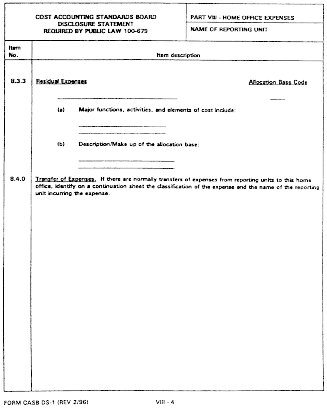 COST ACCOUNTING STANDARDS BOARD
DISCLOSURE STATEMENT
REQUIRED BY PUBLIC LAW 100-679
PART VIII - HOME OFFICE EXPENSES
NAME OF REPORTING UNIT
Item
No.
Item description
8.3.3 Residual Expenses Allocation Base Code
(a) Major functions, activities, and elements of cost include:
(b) Description/Make up of the allocation base:
8.4.0 Transfer of Expenses. If there are normally transfers of expenses from reporting units to this home
office, identify on a continuation sheet the classification of the expense and the name of the reporting
unit incurring the expense.
FORM CASB DS-1 (REV 2/96) VIII - 4